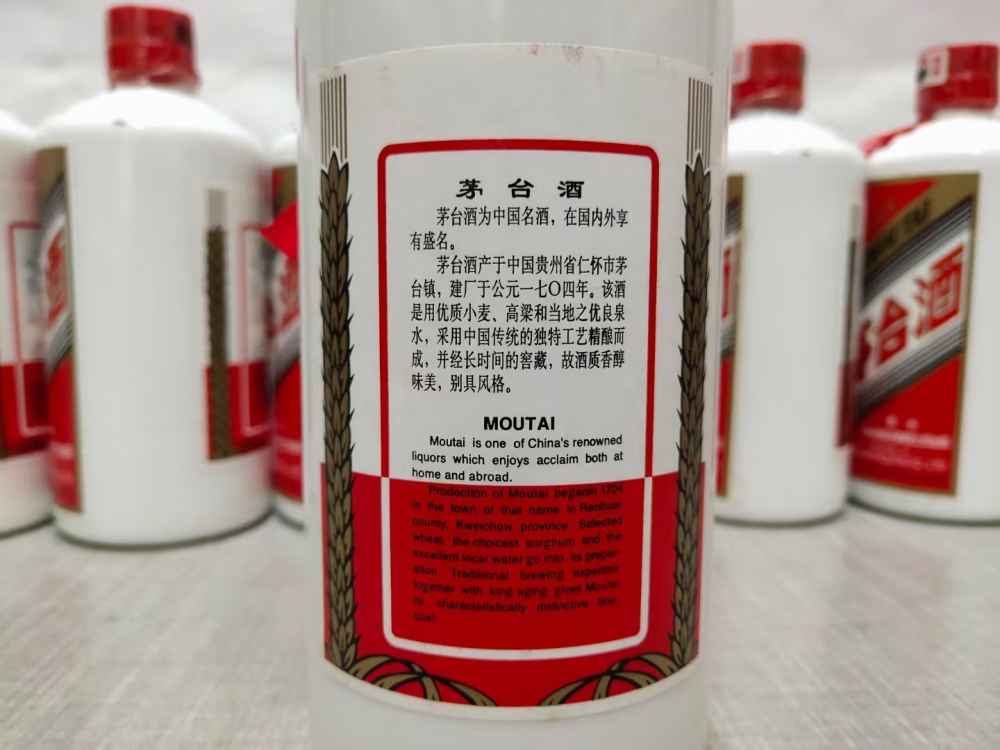 茅台酒
茅台酒为中国名酒，在国内外享
有盛名。
茅台酒产于中国贵州省仁怀市茅
台镇，建厂于公元一七〇四年。该酒
是用优质小麦、高粱和当地之优良泉
水，采用中国传统的独特工艺精酿而
成，并经长时间的窖藏，故酒质香醇
味美，别具风格。
MOUTAI
Moutai is one of China's renowned
liquors which enjoys acclaim both at
home and abroad.
Production of Moutai began in 1704
in the town of that name in Renhuai
county, Kweichow province. Selected
wheat, the choicest sorghum and the
excellent local water go into its prepar-
ation. Traditional brewing expertise
together with long aging gives Moutai
its characteristically distinctive
台酒